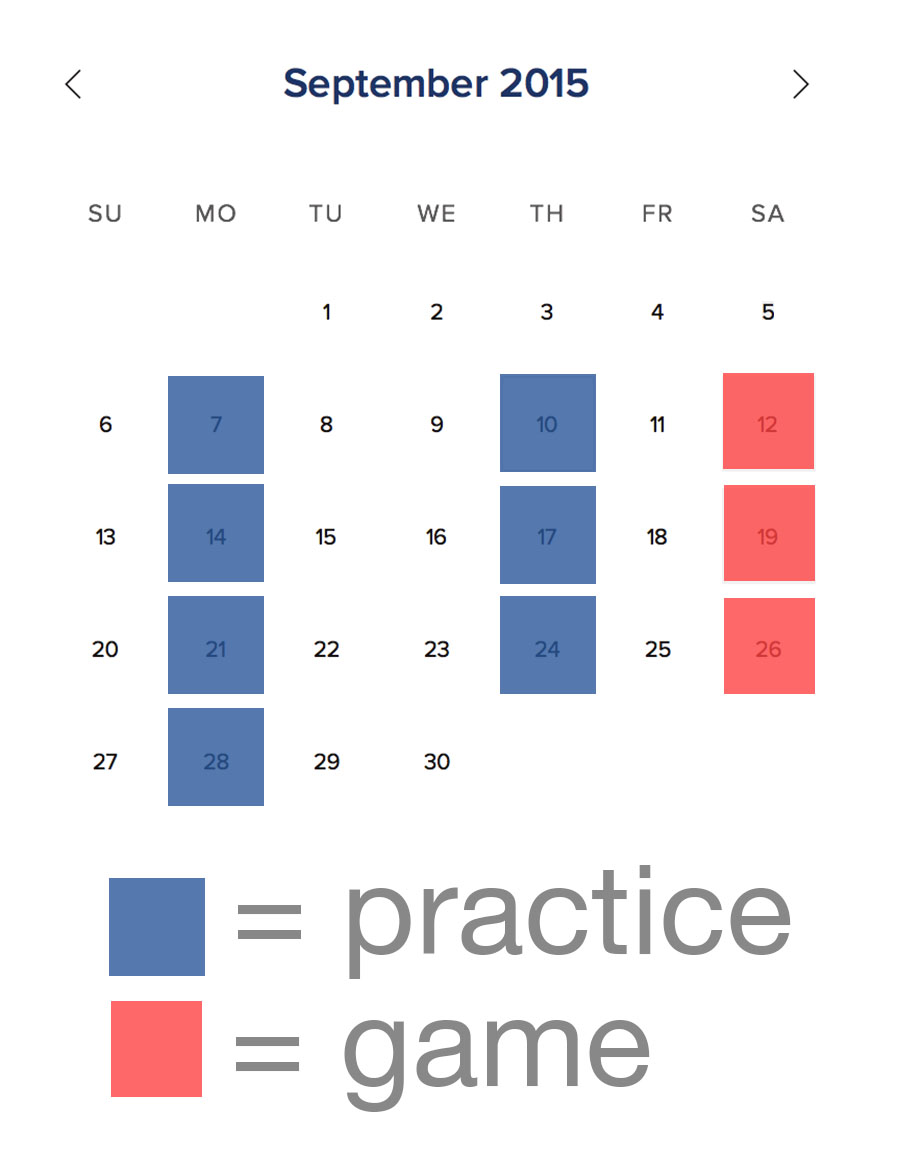 September 2015
SU MO TU WE TH FR SA
1 2 3 4 5
6 7 8 9 10 11 12
13 14 15 16 17 18 19
20 21 22 23 24 25 26
27 28 29 30
= practice
= game